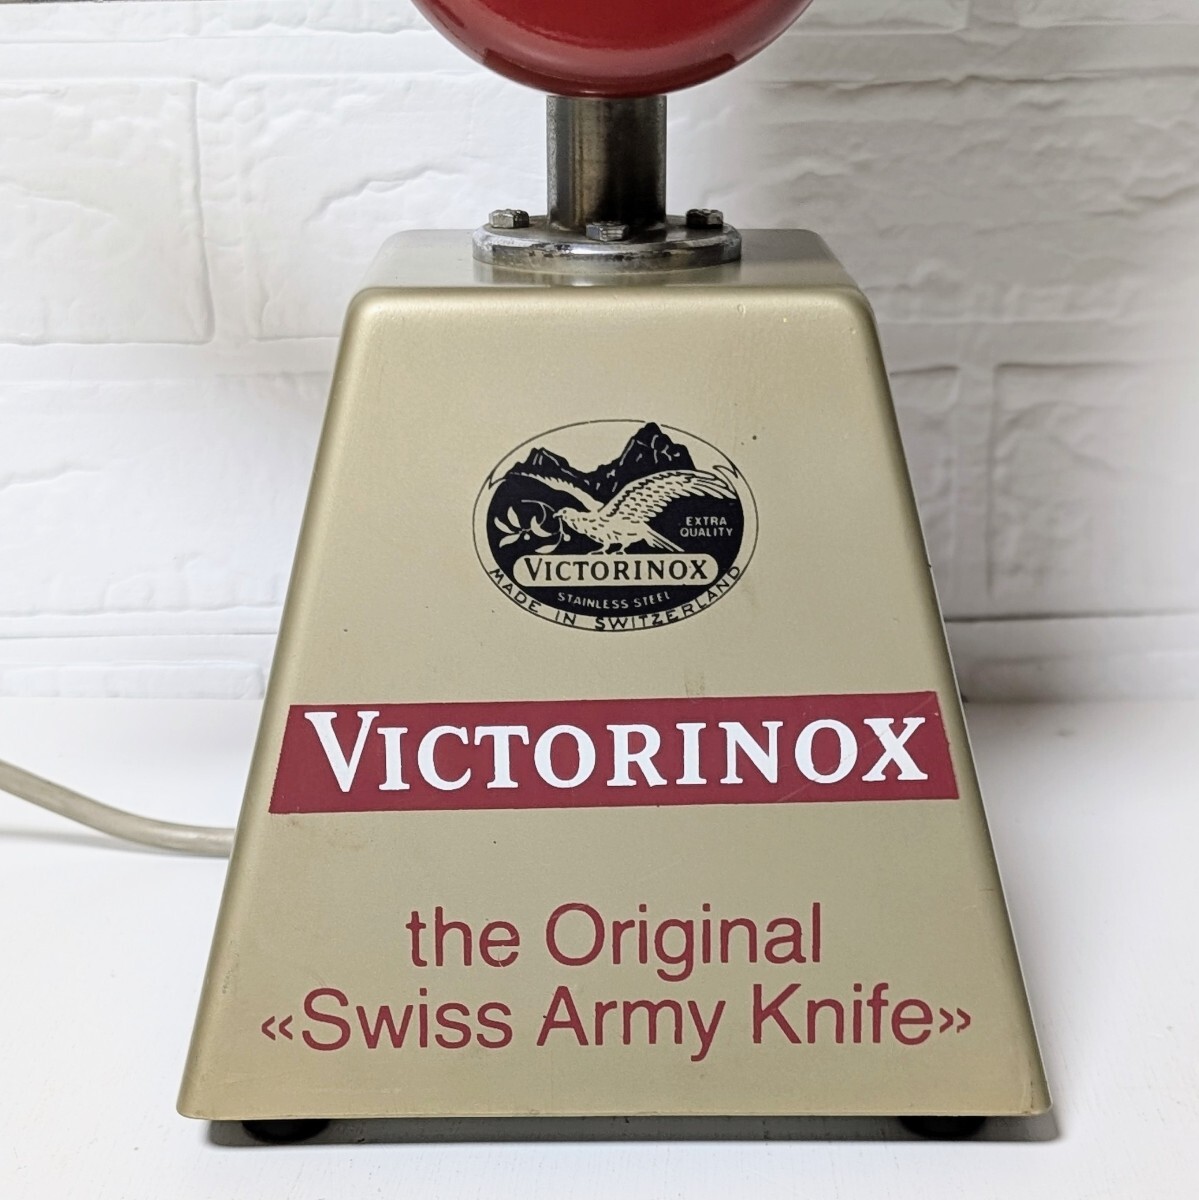 EXTRA
QUALITY
VICTORINOX
STAINLESS STEEL
MADE IN SWITZERLAND
VICTORINOX
the Original
«Swiss Army Knife»